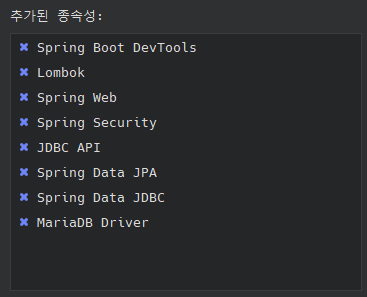 추가된 종속성:
Spring Boot DevTools
Lombok
Spring Web
Spring Security
JDBC API
Spring Data JPA
Spring Data JDBC
MariaDB Driver